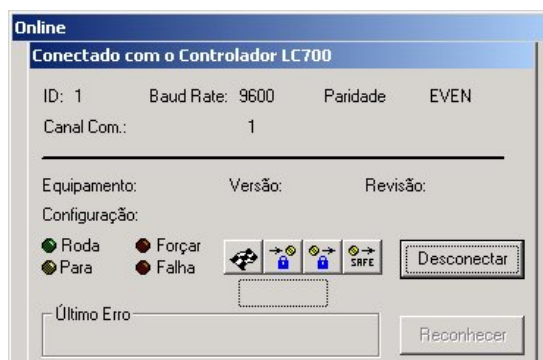 Online
Conectado com o Controlador LC700
ID: 1 Baud Rate: 9600 Paridade EVEN
Canal Com.: 1
Equipamento: Versão: Revisão:
Configuração:
Roda Forçar
Para Falha
SAFE
Desconectar
Último Erro
Reconhecer